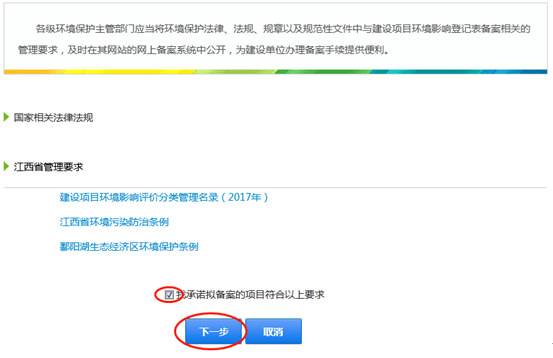 各级环境保护主管部门应当将环境保护法律、法规、规章以及规范性文件中与建设项目环境影响登记表备案相关的
管理要求，及时在其网站的网上备案系统中公开，为建设单位办理备案手续提供便利。
国家相关法律法规
江西省管理要求
建设项目环境影响评价分类管理名录（2017年）
江西省环境污染防治条例
鄱阳湖生态经济区环境保护条例
我承诺拟备案的项目符合以上要求
下一步 取消